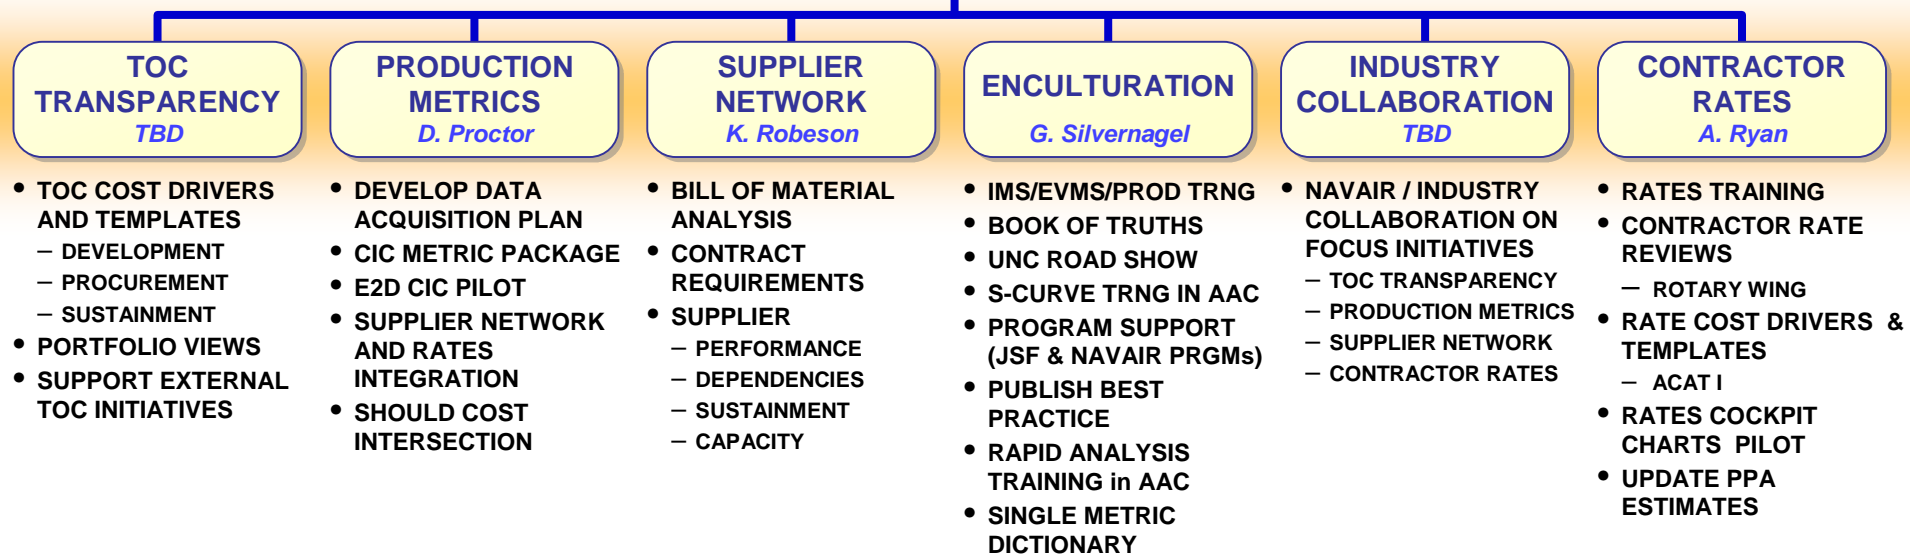 TOC
TRANSPARENCY
TBD
• TOC COST DRIVERS
AND TEMPLATES
– DEVELOPMENT
– PROCUREMENT
– SUSTAINMENT
• PORTFOLIO VIEWS
• SUPPORT EXTERNAL
TOC INITIATIVES
PRODUCTION
METRICS
D. Proctor
• DEVELOP DATA
ACQUISITION PLAN
• CIC METRIC PACKAGE
• E2D CIC PILOT
• SUPPLIER NETWORK
AND RATES
INTEGRATION
• SHOULD COST
INTERSECTION
SUPPLIER
NETWORK
K. Robeson
• BILL OF MATERIAL
ANALYSIS
• CONTRACT
REQUIREMENTS
• SUPPLIER
– PERFORMANCE
– DEPENDENCIES
– SUSTAINMENT
– CAPACITY
ENCULTURATION
G. Silvernagel
• IMS/EVMS/PROD TRNG
• BOOK OF TRUTHS
• UNC ROAD SHOW
• S-CURVE TRNG IN AAC
• PROGRAM SUPPORT
(JSF & NAVAIR PRGMs)
• PUBLISH BEST
PRACTICE
• RAPID ANALYSIS
TRAINING in AAC
• SINGLE METRIC
DICTIONARY
INDUSTRY
COLLABORATION
TBD
• NAVAIR / INDUSTRY
COLLABORATION ON
FOCUS INITIATIVES
– TOC TRANSPARENCY
– PRODUCTION METRICS
– SUPPLIER NETWORK
– CONTRACTOR RATES
CONTRACTOR
RATES
A. Ryan
• RATES TRAINING
• CONTRACTOR RATE
REVIEWS
– ROTARY WING
• RATE COST DRIVERS &
TEMPLATES
– ACAT I
• RATES COCKPIT
CHARTS PILOT
• UPDATE PPA
ESTIMATES